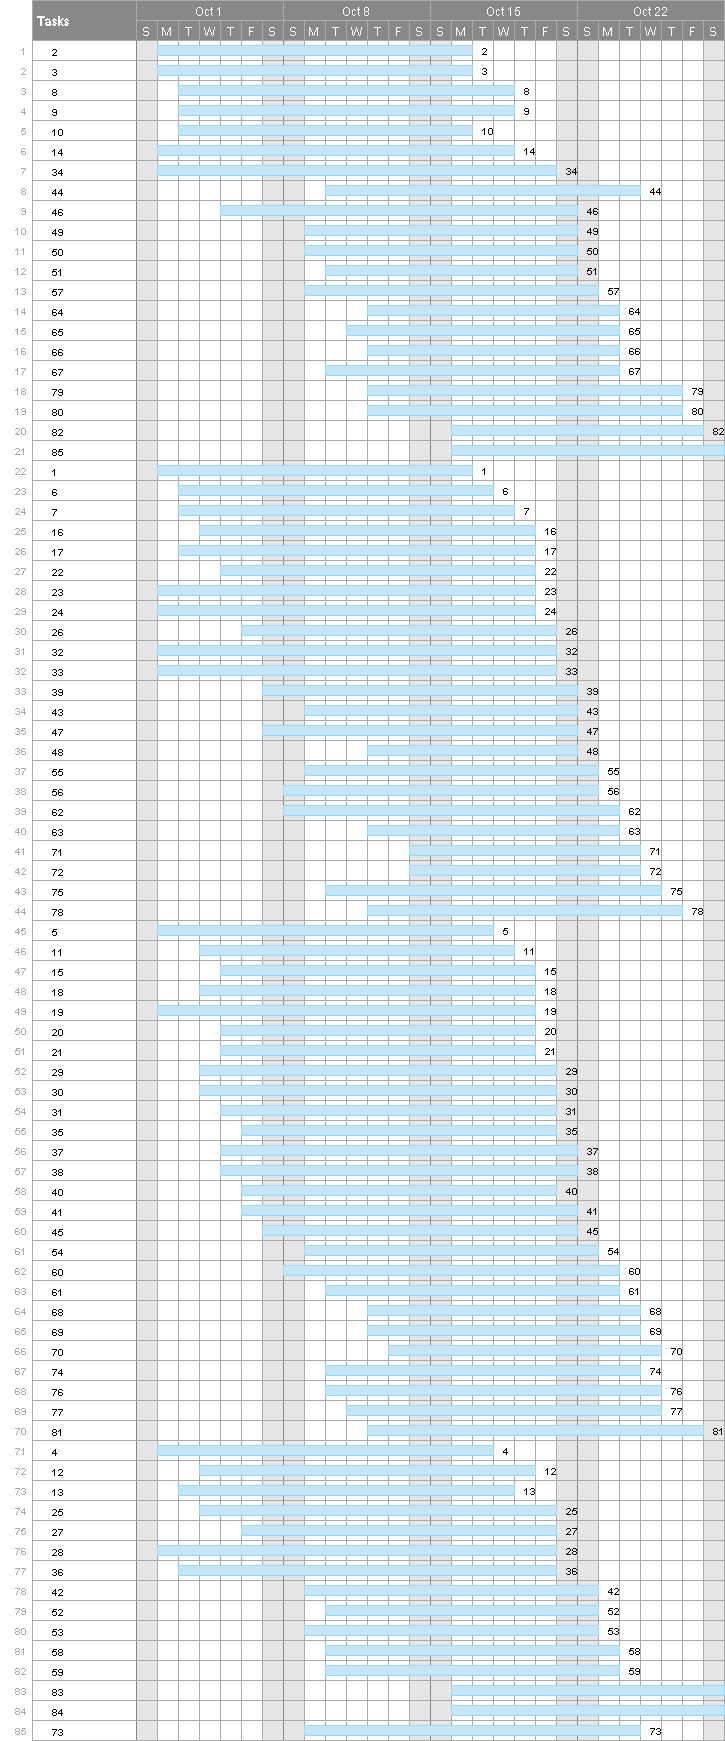 Tasks Oct 1 Oct 8 Oct 15 Oct 22
S M T W T F S S M T W T F S S M T W T F S S M T W T F S
1 2 2
2 3 3
3 8 8
4 9 9
5 10 10
6 14 14
7 34 34
8 44 44
9 46 46
10 49 49
11 50 50
12 51 51
13 57 57
14 64 64
15 65 65
16 66 66
17 67 67
18 79 79
19 80 80
20 82 82
21 85
22 1 1
23 6 6
24 7 7
25 16 16
26 17 17
27 22 22
28 23 23
29 24 24
30 26 26
31 32 32
32 33 33
33 39 39
34 43 43
35 47 47
36 48 48
37 55 55
38 56 56
39 62 62
40 63 63
41 71 71
42 72 72
43 75 75
44 78 78
45 5 5
46 11 11
47 15 15
48 18 18
49 19 19
50 20 20
51 21 21
52 29 29
53 30 30
54 31 31
55 35 35
56 37 37
57 38 38
58 40 40
59 41 41
60 45 45
61 54 54
62 60 60
63 61 61
64 68 68
65 69 69
66 70 70
67 74 74
68 76 76
69 77 77
70 81 81
71 4 4
72 12 12
73 13 13
74 25 25
75 27 27
76 28 28
77 36 36
78 42 42
79 52 52
80 53 53
81 58 58
82 59 59
83 83
84 84
85 73 73